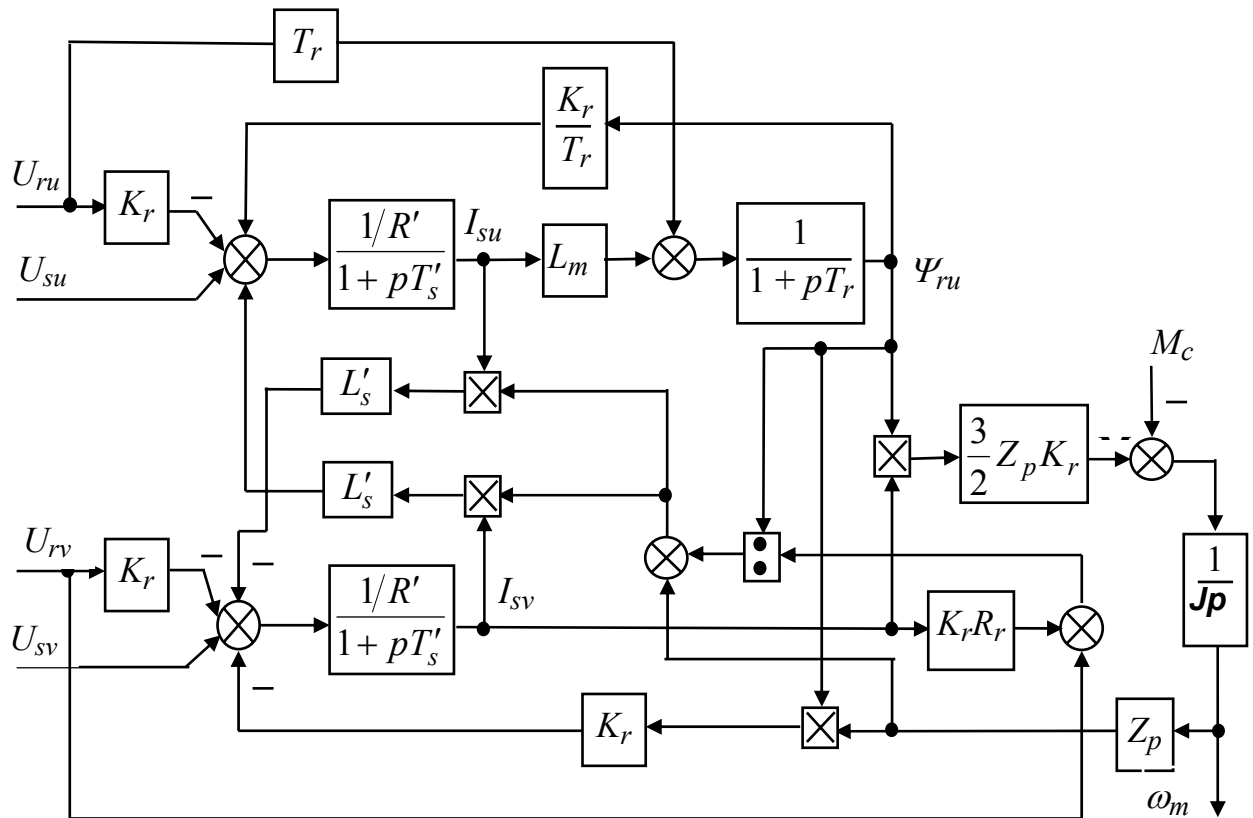 T_r
K_r
T_r
U_ru
K_r
–
1/R'
1 + pT'_s
I_su
L_m
1
1 + pT_r
Ψ_ru
U_su
M_c
–
L'_s
3
2
Z_p K_r
L'_s
U_rv
K_r
–
–
1/R'
1 + pT'_s
I_sv
K_r R_r
1
Jp
U_sv
–
K_r
Z_p
ω_m